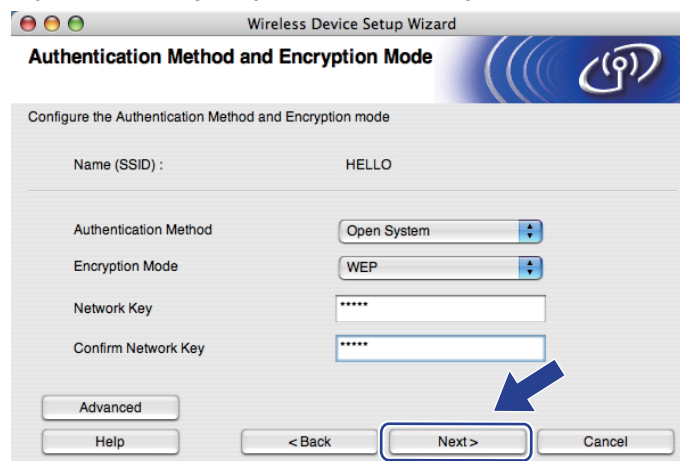 Wireless Device Setup Wizard
Authentication Method and Encryption Mode
Configure the Authentication Method and Encryption mode
Name (SSID) : HELLO
Authentication Method Open System
Encryption Mode WEP
Network Key *****
Confirm Network Key *****
Advanced
Help < Back Next > Cancel